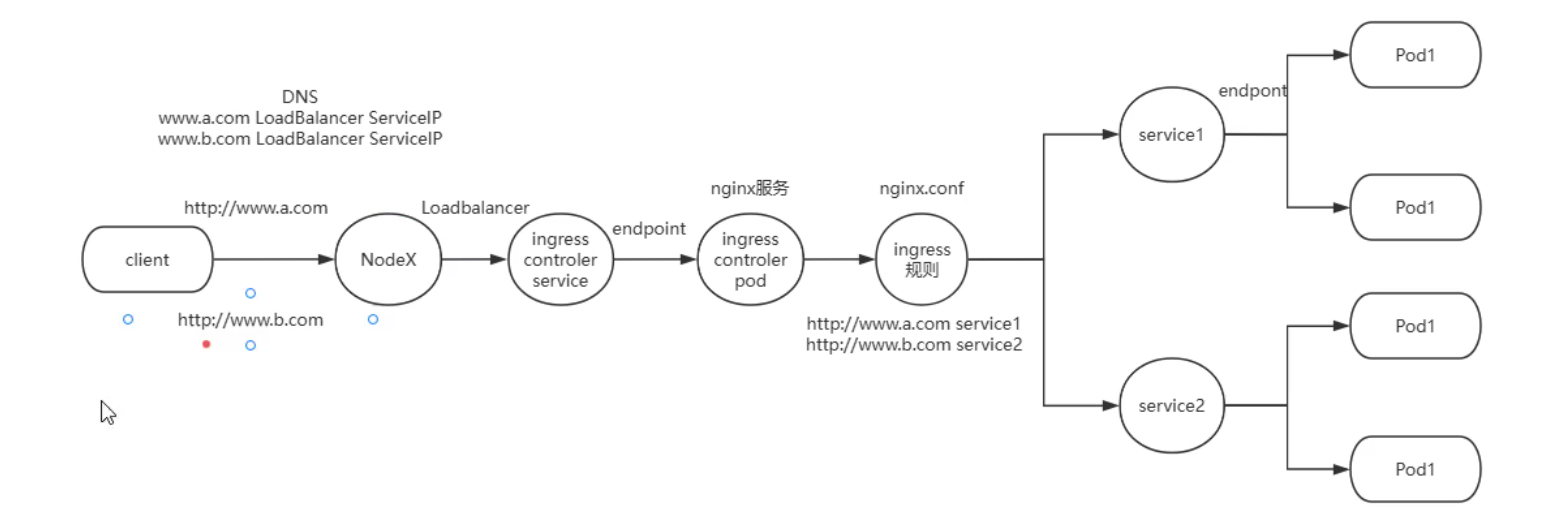 DNS
www.a.com LoadBalancer ServiceIP
www.b.com LoadBalancer ServiceIP
http://www.a.com
client
http://www.b.com
NodeX
Loadbalancer
ingress
controler
service
endpoint
nginx服务
ingress
controler
pod
nginx.conf
ingress
规则
http://www.a.com service1
http://www.b.com service2
service1
endpont
Pod1
Pod1
service2
Pod1
Pod1